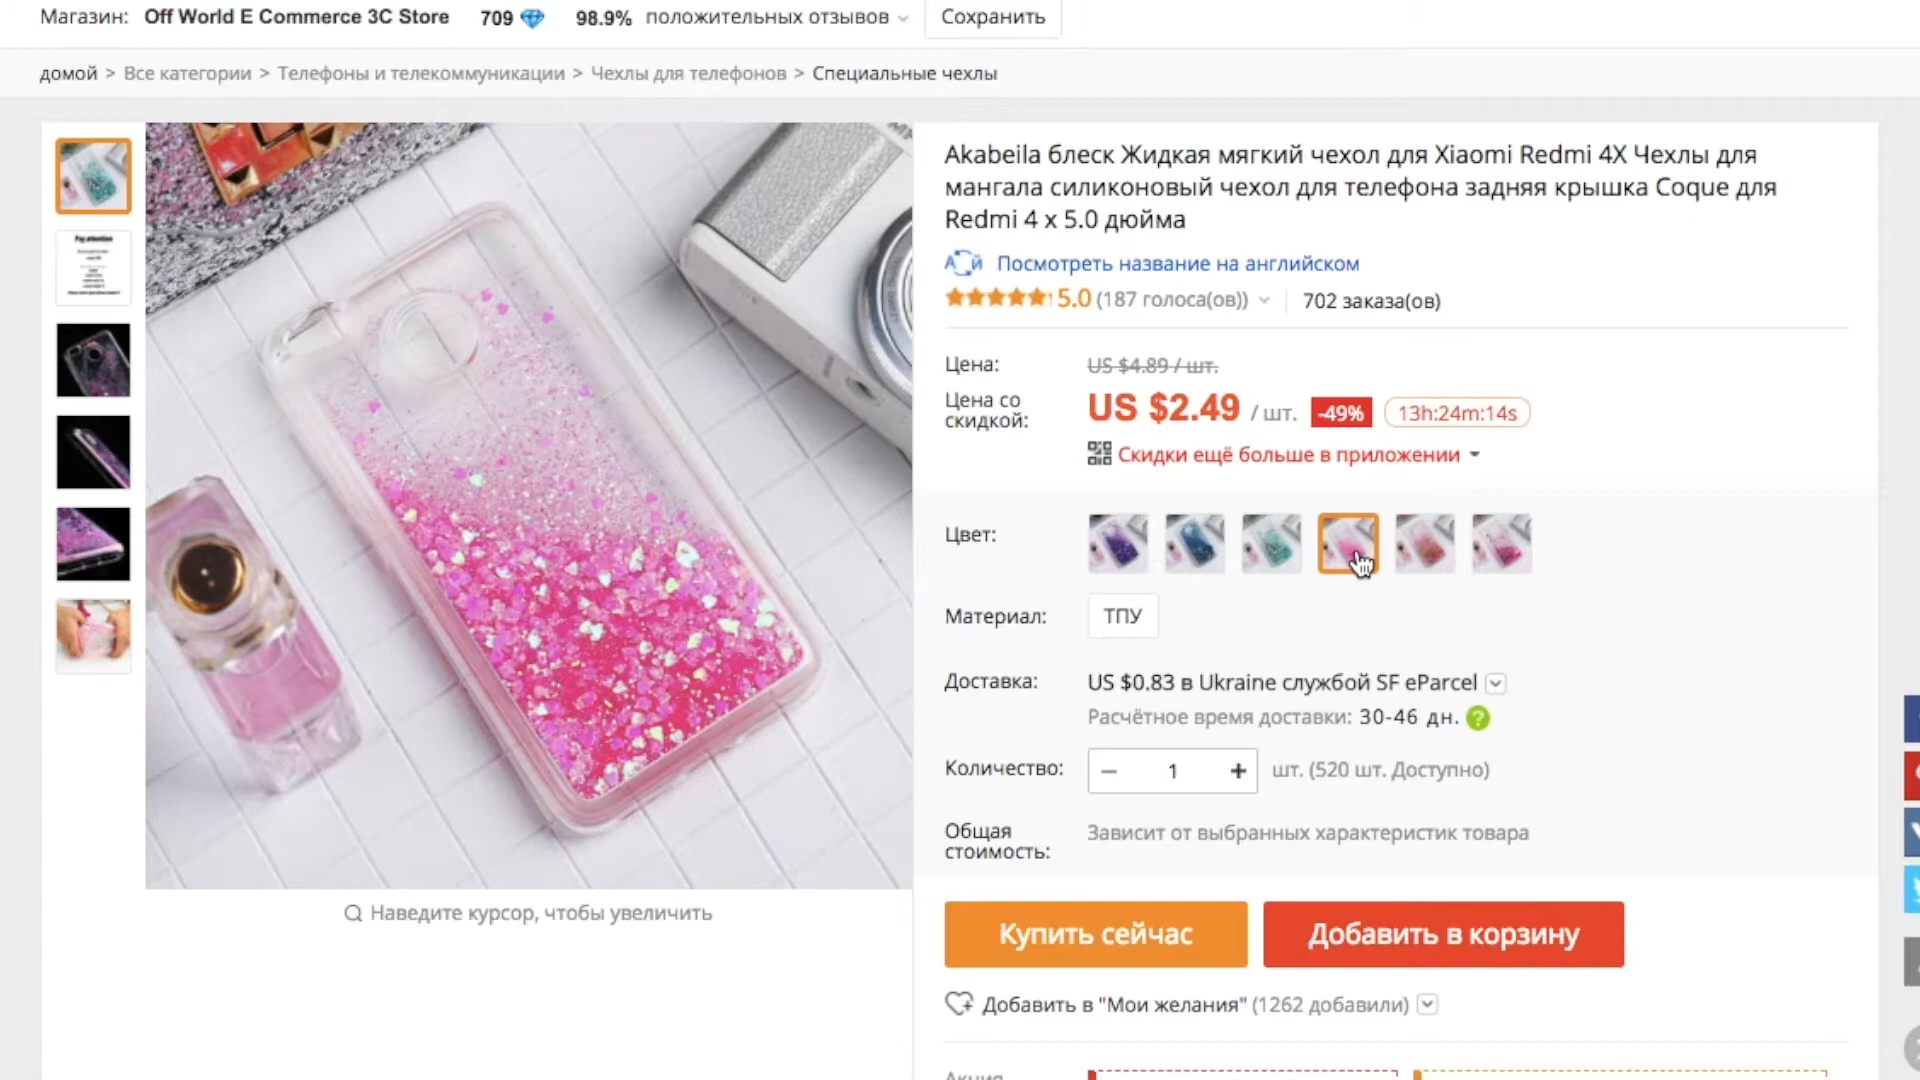 Магазин: Off World E Commerce 3C Store 709 98.9% положительных отзывов Сохранить
домой > Все категории > Телефоны и телекоммуникации > Чехлы для телефонов > Специальные чехлы
Pay attention
Akabeila блеск Жидкая мягкий чехол для Xiaomi Redmi 4X Чехлы для
мангала силиконовый чехол для телефона задняя крышка Coque для
Redmi 4 x 5.0 дюйма
Посмотреть название на английском
5.0 (187 голоса(ов)) 702 заказа(ов)
Цена: US $4.89 / шт.
Цена со
скидкой: US $2.49 / шт. -49% 13h:24m:14s
Скидки ещё больше в приложении
Цвет:
Материал: ТПУ
Доставка: US $0.83 в Ukraine службой SF eParcel
Расчётное время доставки: 30-46 дн. ?
Количество: − 1 + шт. (520 шт. Доступно)
Общая
стоимость: Зависит от выбранных характеристик товара
Наведите курсор, чтобы увеличить
Купить сейчас Добавить в корзину
Добавить в "Мои желания" (1262 добавили)
Акция